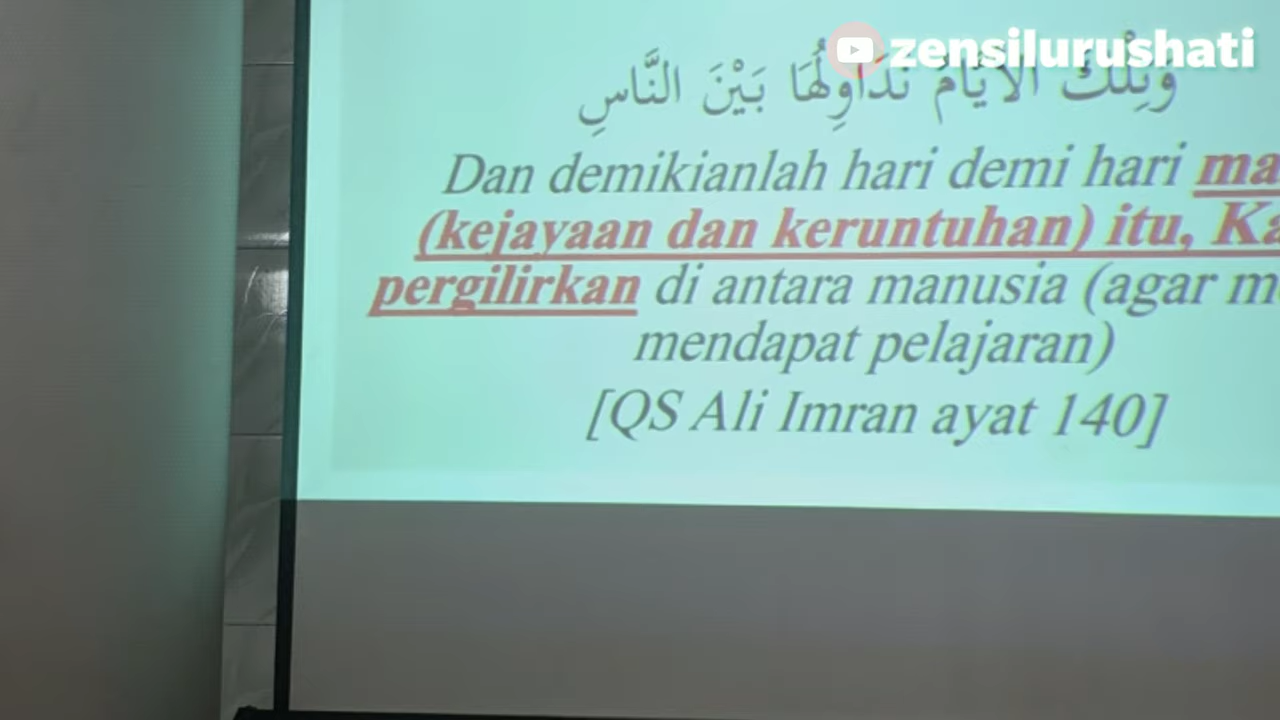 zensilurushati
وَتِلْكَ الْأَيَّامُ نُدَاوِلُهَا بَيْنَ النَّاسِ
Dan demikianlah hari demi hari
(kejayaan dan keruntuhan) itu,
pergilirkan di antara manusia (agar
mendapat pelajaran)
[QS Ali Imran ayat 140]